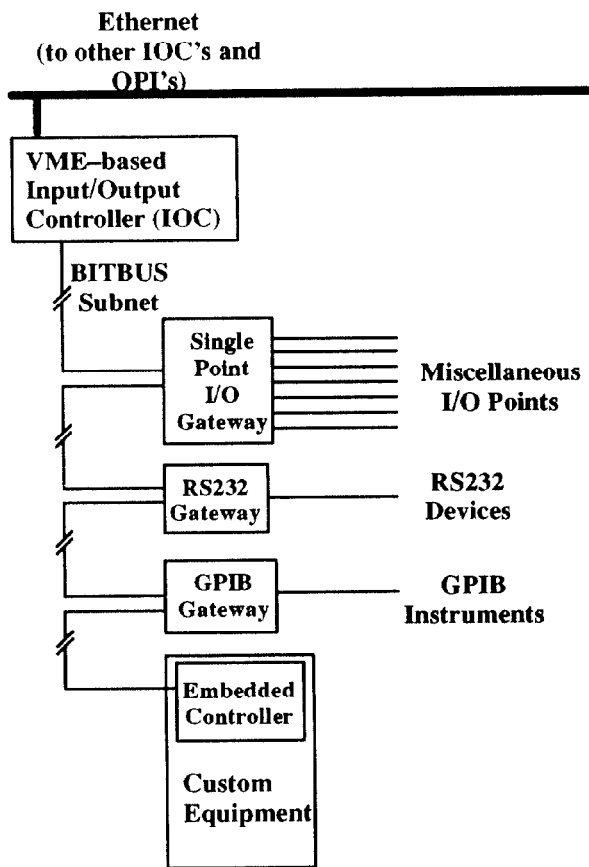 Ethernet
(to other IOC's and
OPI's)
VME–based
Input/Output
Controller (IOC)
BITBUS
Subnet
Single
Point
I/O
Gateway
Miscellaneous
I/O Points
RS232
Gateway
RS232
Devices
GPIB
Gateway
GPIB
Instruments
Embedded
Controller
Custom
Equipment